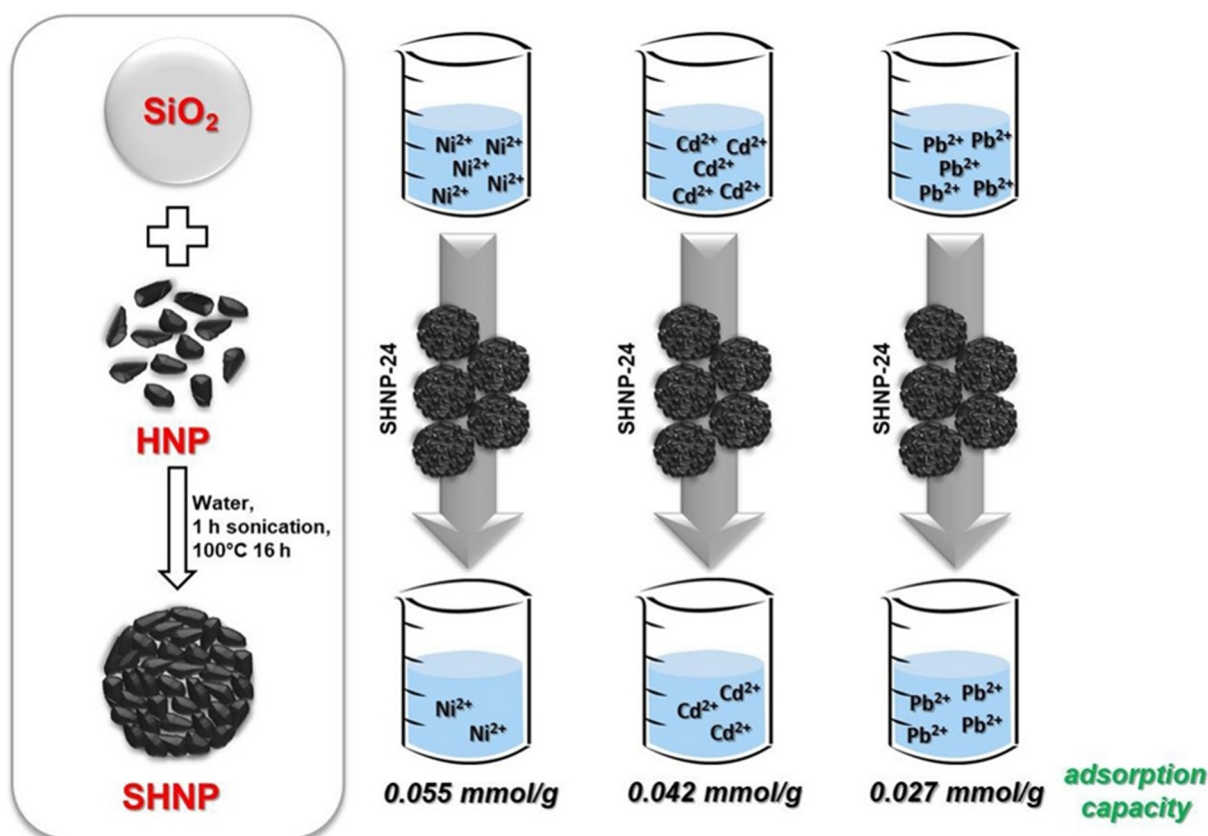 SiO₂
HNP
Water,
1 h sonication,
100°C 16 h
SHNP
Ni²⁺ Ni²⁺
Ni²⁺
Ni²⁺ Ni²⁺
SHNP-24
Ni²⁺
Ni²⁺
0.055 mmol/g
Cd²⁺ Cd²⁺
Cd²⁺
Cd²⁺ Cd²⁺
SHNP-24
Cd²⁺
Cd²⁺
Cd²⁺
0.042 mmol/g
Pb²⁺ Pb²⁺
Pb²⁺
Pb²⁺ Pb²⁺
SHNP-24
Pb²⁺ Pb²⁺
Pb²⁺ Pb²⁺
0.027 mmol/g
adsorption
capacity